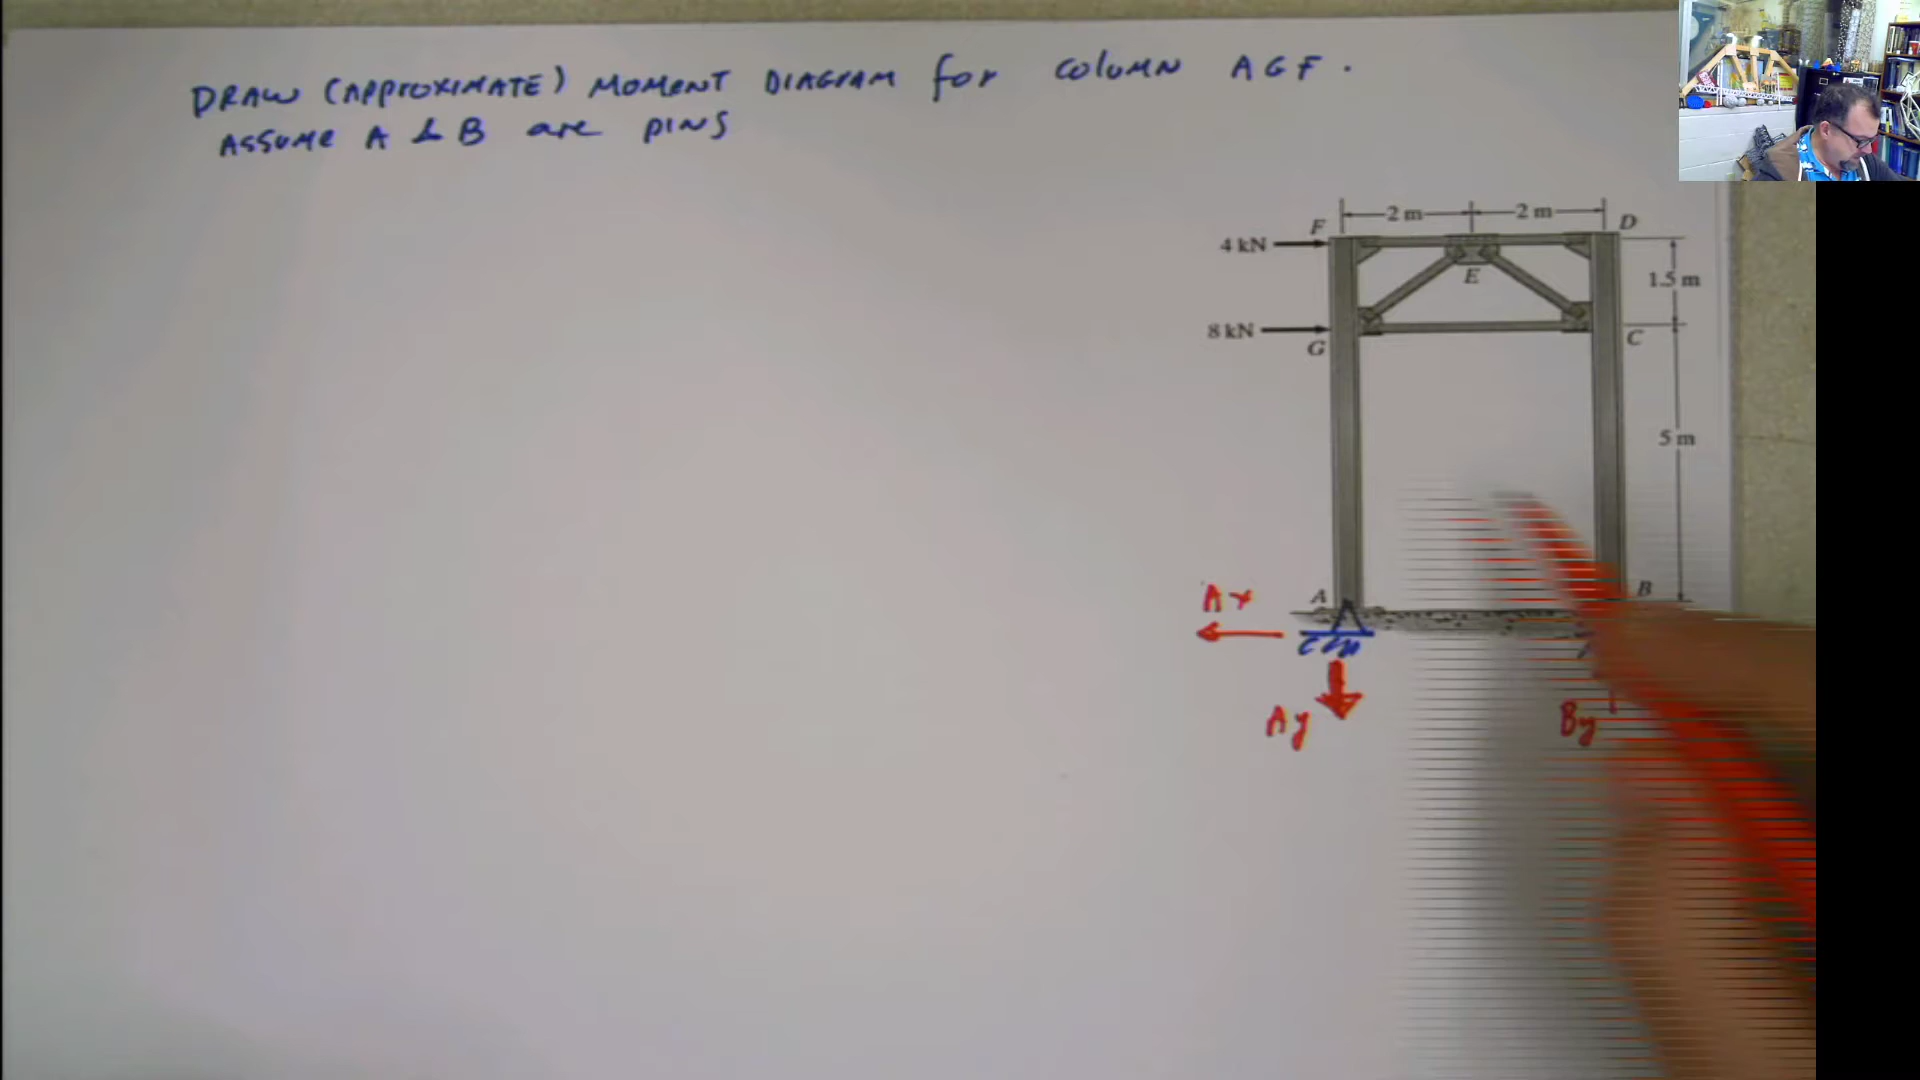 DRAW (APPROXIMATE) MOMENT DIAGRAM for COLUMN AGF.
ASSUME A & B are PINS
2 m 2 m
F D
4 kN
E
1.5 m
8 kN
G C
5 m
A B
Ax
Ay By